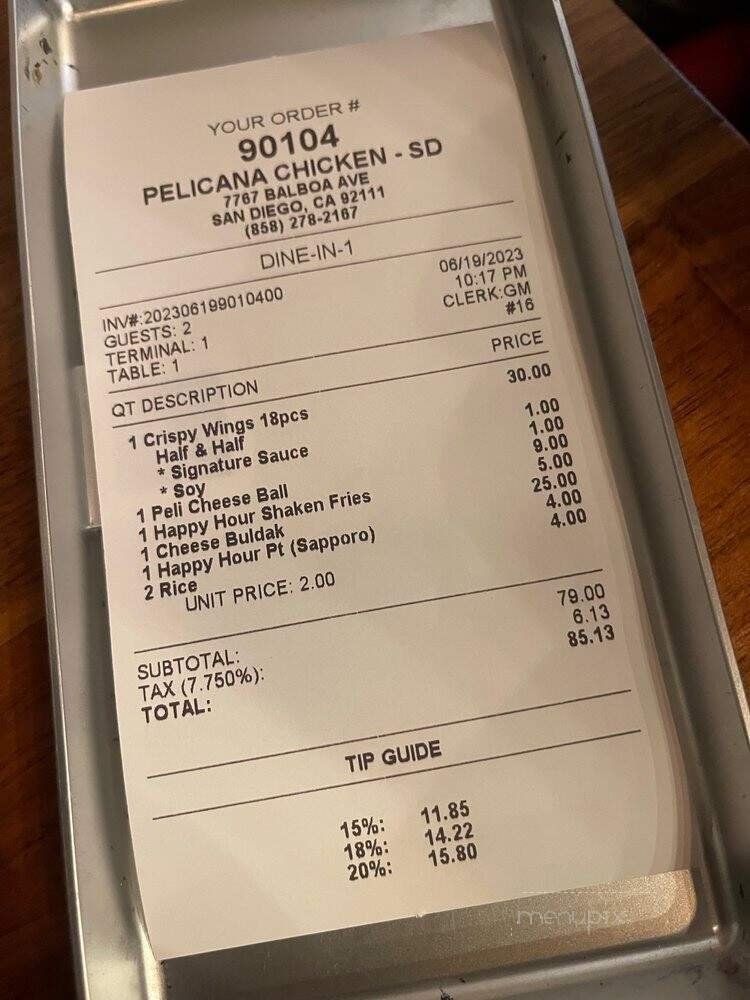 YOUR ORDER #
90104
PELICANA CHICKEN - SD
7767 BALBOA AVE
SAN DIEGO, CA 92111
(858) 278-2167
DINE-IN-1
INV#:202306199010400 06/19/2023
GUESTS: 2 10:17 PM
TERMINAL: 1 CLERK:GM
TABLE: 1 #16
QT DESCRIPTION PRICE
1 Crispy Wings 18pcs 30.00
Half & Half
* Signature Sauce 1.00
* Soy 1.00
1 Peli Cheese Ball 9.00
1 Happy Hour Shaken Fries 5.00
1 Cheese Buldak 25.00
1 Happy Hour Pt (Sapporo) 4.00
2 Rice 4.00
UNIT PRICE: 2.00
SUBTOTAL: 79.00
TAX (7.750%): 6.13
TOTAL: 85.13
TIP GUIDE
15%: 11.85
18%: 14.22
20%: 15.80
menupix